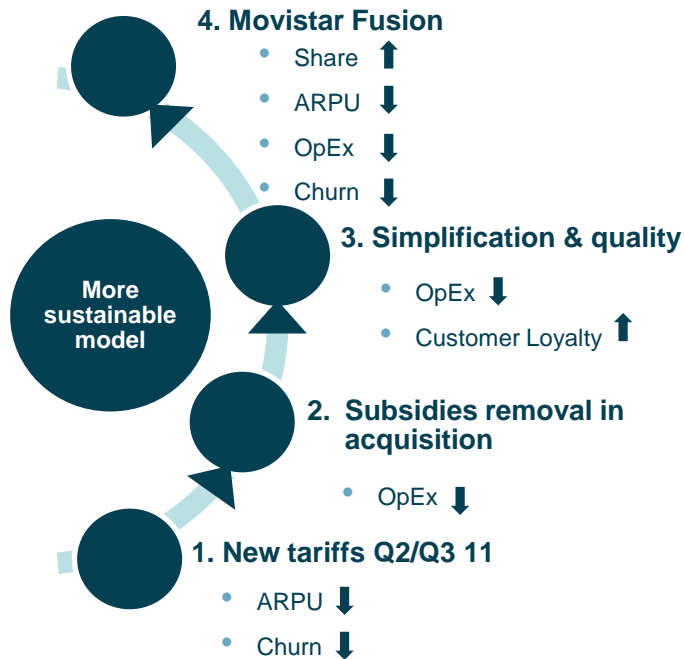 4. Movistar Fusion
• Share ⬆
• ARPU ⬇
• OpEx ⬇
• Churn ⬇
3. Simplification & quality
• OpEx ⬇
• Customer Loyalty ⬆
More
sustainable
model
2. Subsidies removal in
acquisition
• OpEx ⬇
1. New tariffs Q2/Q3 11
• ARPU ⬇
• Churn ⬇